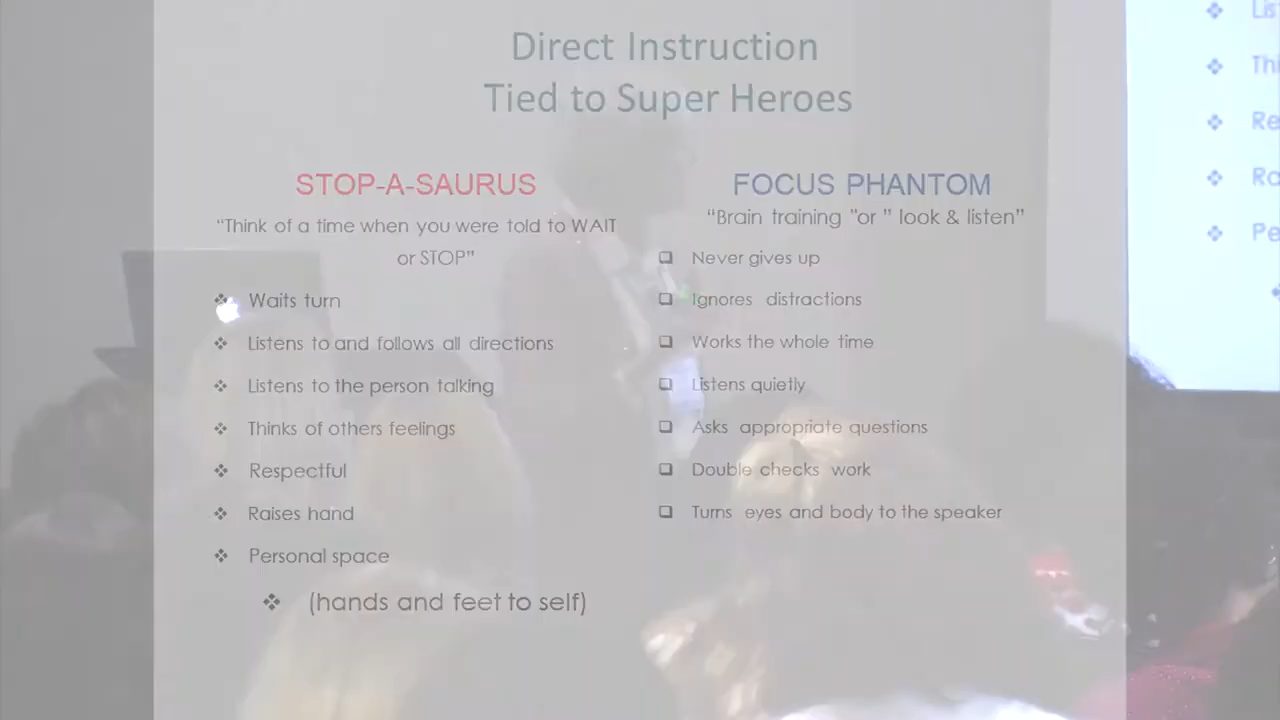 Direct Instruction
Tied to Super Heroes
STOP-A-SAURUS
“Think of a time when you were told to WAIT
or STOP”
❖ Waits turn
❖ Listens to and follows all directions
❖ Listens to the person talking
❖ Thinks of others feelings
❖ Respectful
❖ Raises hand
❖ Personal space
❖ (hands and feet to self)
FOCUS PHANTOM
“Brain training "or ” look & listen”
❑ Never gives up
❑ Ignores distractions
❑ Works the whole time
❑ Listens quietly
❑ Asks appropriate questions
❑ Double checks work
❑ Turns eyes and body to the speaker